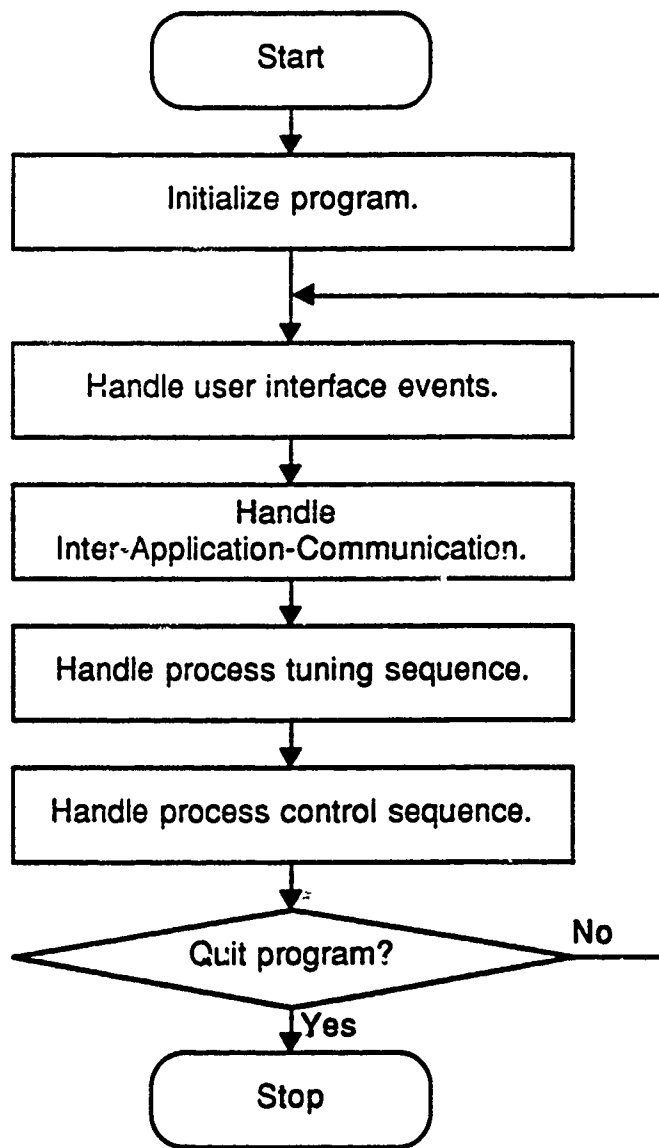 Start
Initialize program.
Handle user interface events.
Handle
Inter-Application-Communication.
Handle process tuning sequence.
Handle process control sequence.
Quit program?
No
Yes
Stop